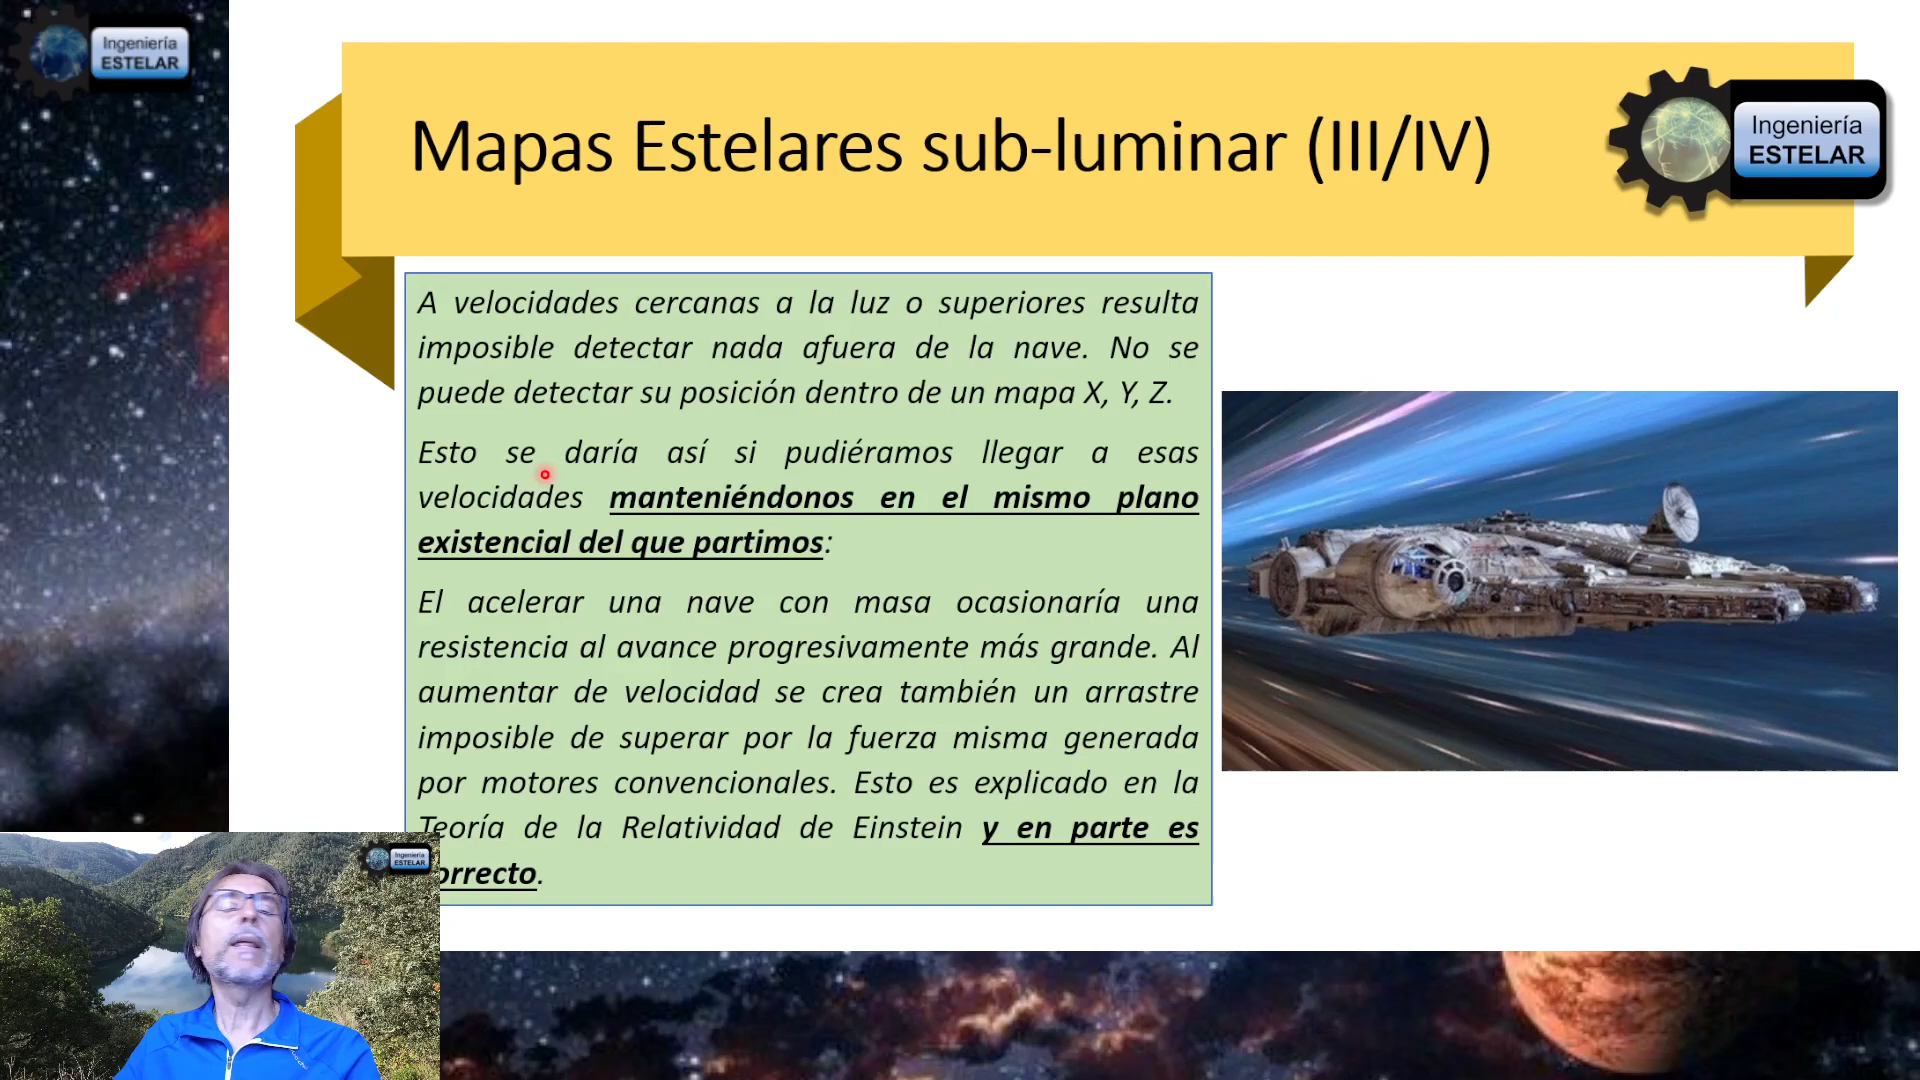 Ingeniería
ESTELAR
Mapas Estelares sub-luminar (III/IV)
Ingeniería
ESTELAR
A velocidades cercanas a la luz o superiores resulta
imposible detectar nada afuera de la nave. No se
puede detectar su posición dentro de un mapa X, Y, Z.
Esto se daría así si pudiéramos llegar a esas
velocidades manteniéndonos en el mismo plano
existencial del que partimos:
El acelerar una nave con masa ocasionaría una
resistencia al avance progresivamente más grande. Al
aumentar de velocidad se crea también un arrastre
imposible de superar por la fuerza misma generada
por motores convencionales. Esto es explicado en la
Teoría de la Relatividad de Einstein y en parte es
orrecto.
Ingeniería
ESTELAR